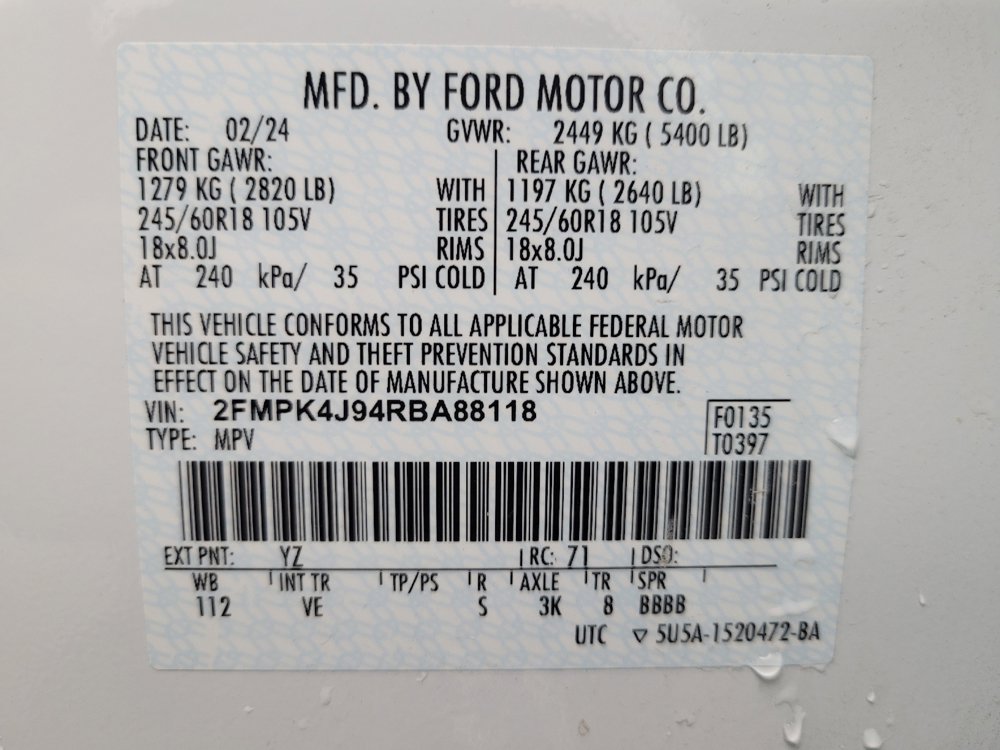 MFD. BY FORD MOTOR CO.
DATE: 02/24 GVWR: 2449 KG ( 5400 LB)
FRONT GAWR: REAR GAWR:
1279 KG ( 2820 LB) WITH 1197 KG ( 2640 LB) WITH
245/60R18 105V TIRES 245/60R18 105V TIRES
18x8.0J RIMS 18x8.0J RIMS
AT 240 kPa/ 35 PSI COLD AT 240 kPa/ 35 PSI COLD
THIS VEHICLE CONFORMS TO ALL APPLICABLE FEDERAL MOTOR
VEHICLE SAFETY AND THEFT PREVENTION STANDARDS IN
EFFECT ON THE DATE OF MANUFACTURE SHOWN ABOVE.
VIN: 2FMPK4J94RBA88118 F0135
TYPE: MPV T0397
EXT PNT: YZ RC: 71 DSO:
WB INT TR TP/PS R AXLE TR SPR
112 VE S 3K 8 BBBB
UTC ▽ 5U5A-1520472-BA